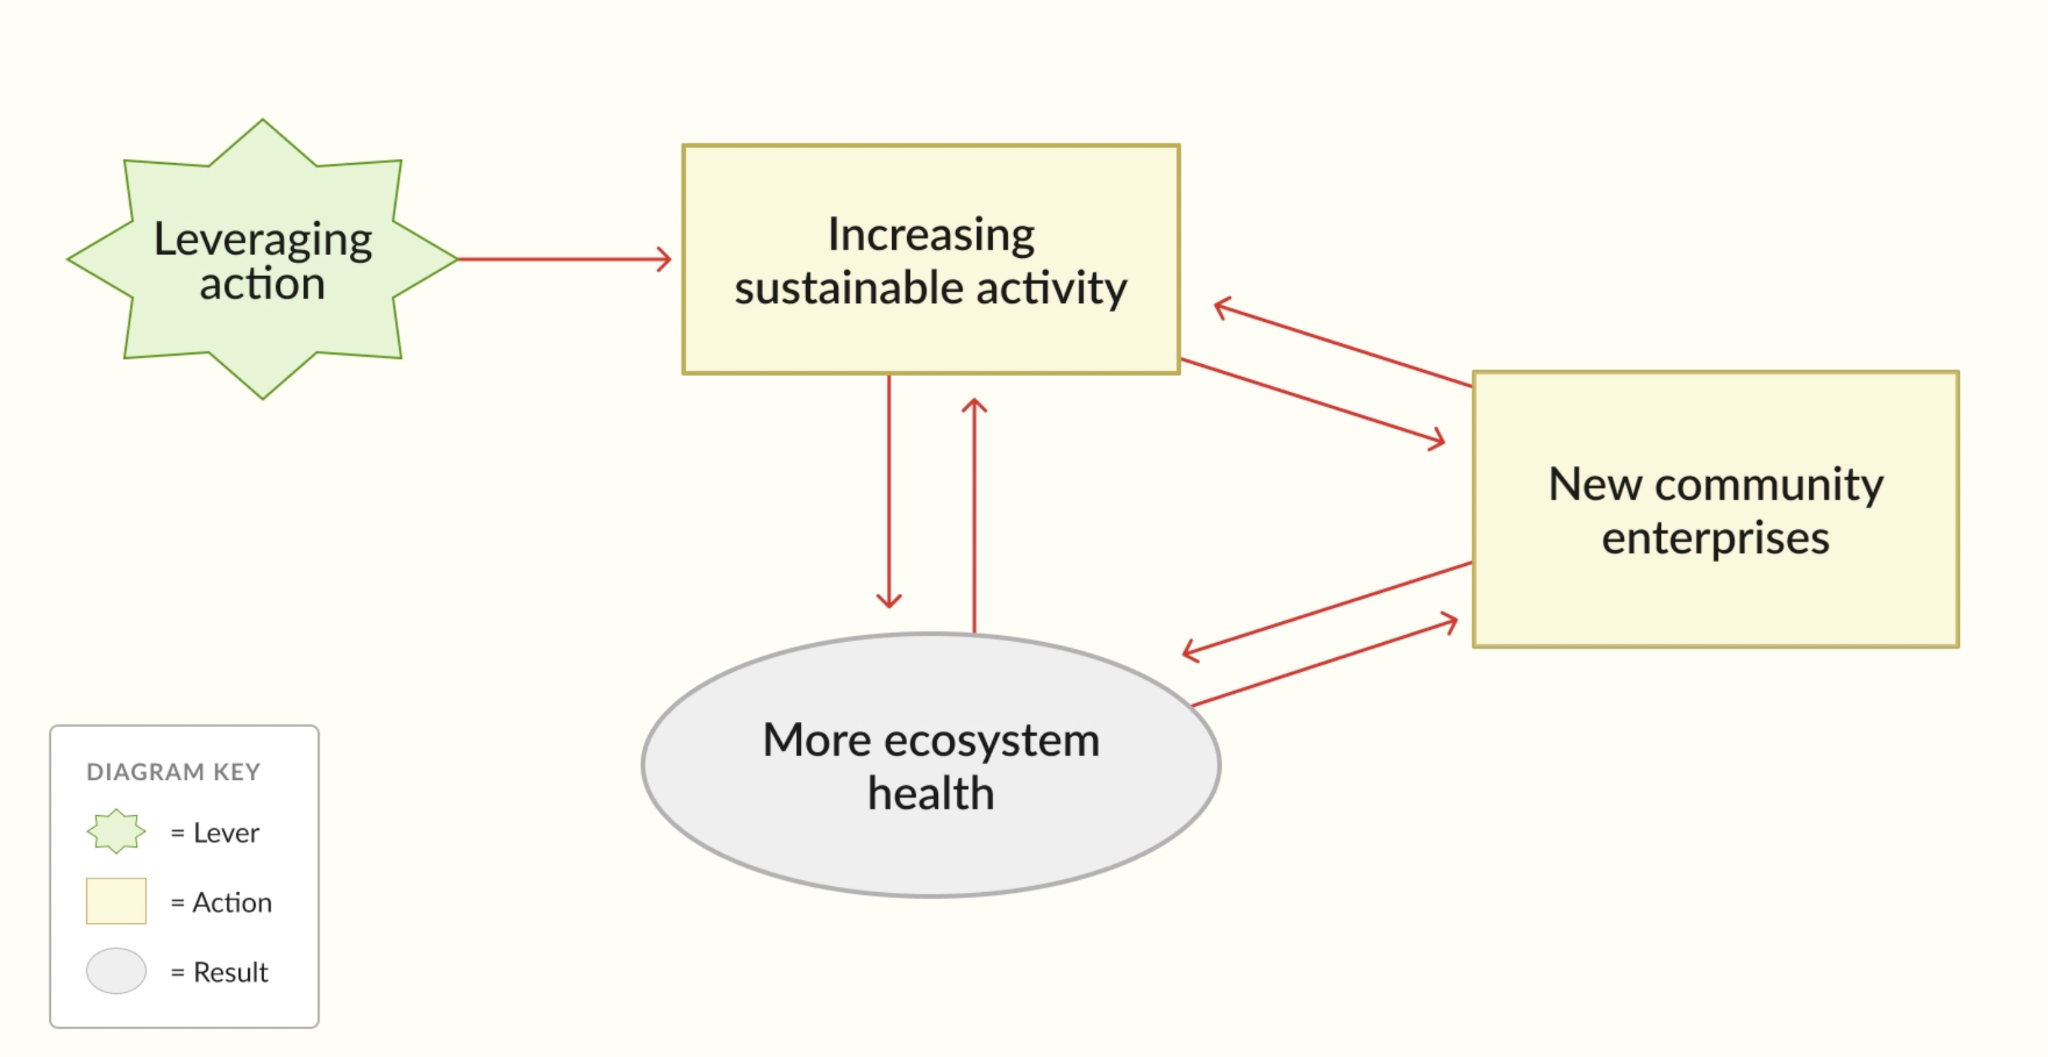 Leveraging
action
Increasing
sustainable activity
New community
enterprises
More ecosystem
health
DIAGRAM KEY
= Lever
= Action
= Result